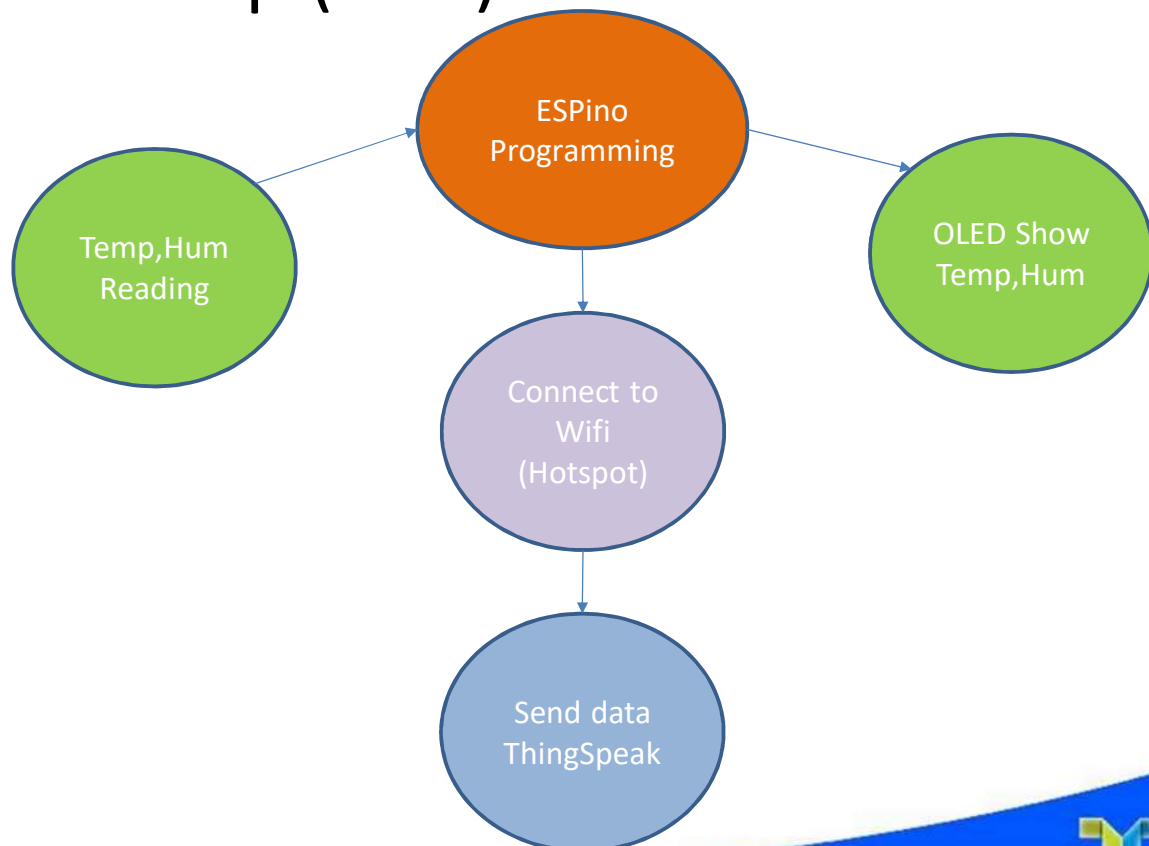 ESPino
Programming
Temp,Hum
Reading
OLED Show
Temp,Hum
Connect to
Wifi
(Hotspot)
Send data
ThingSpeak